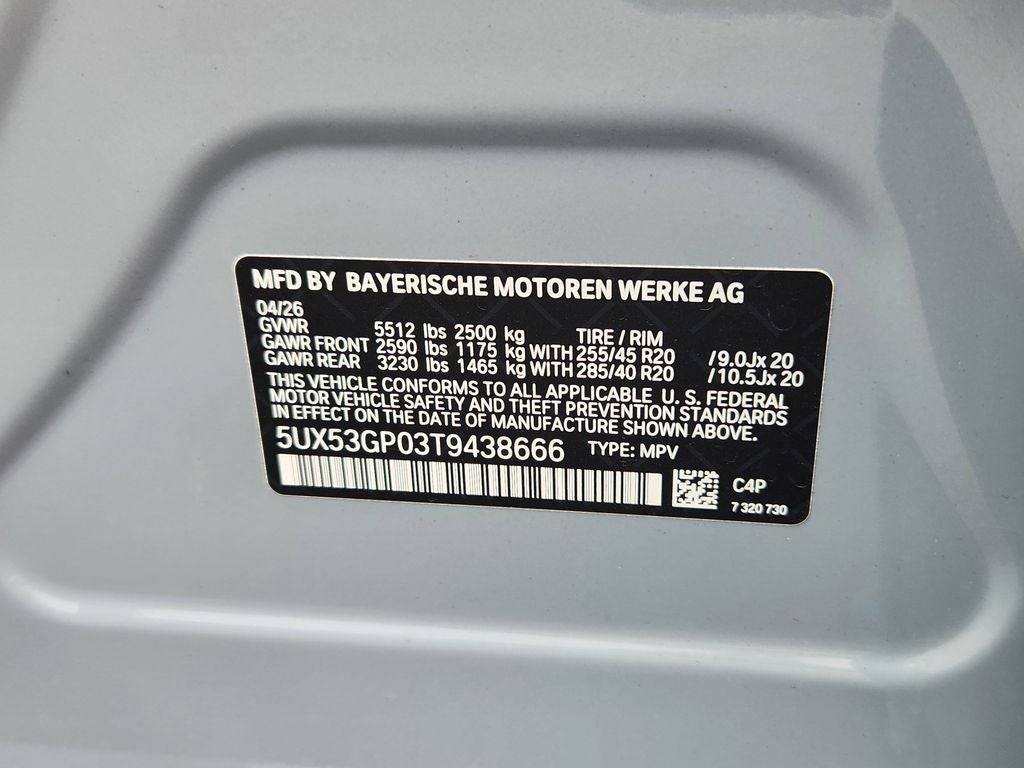 MFD BY BAYERISCHE MOTOREN WERKE AG
04/26
GVWR 5512 lbs 2500 kg TIRE / RIM
GAWR FRONT 2590 lbs 1175 kg WITH 255/45 R20 /9.0Jx 20
GAWR REAR 3230 lbs 1465 kg WITH 285/40 R20 /10.5Jx 20
THIS VEHICLE CONFORMS TO ALL APPLICABLE U. S. FEDERAL
MOTOR VEHICLE SAFETY AND THEFT PREVENTION STANDARDS
IN EFFECT ON THE DATE OF MANUFACTURE SHOWN ABOVE.
5UX53GP03T9438666 TYPE: MPV
C4P
7 320 730